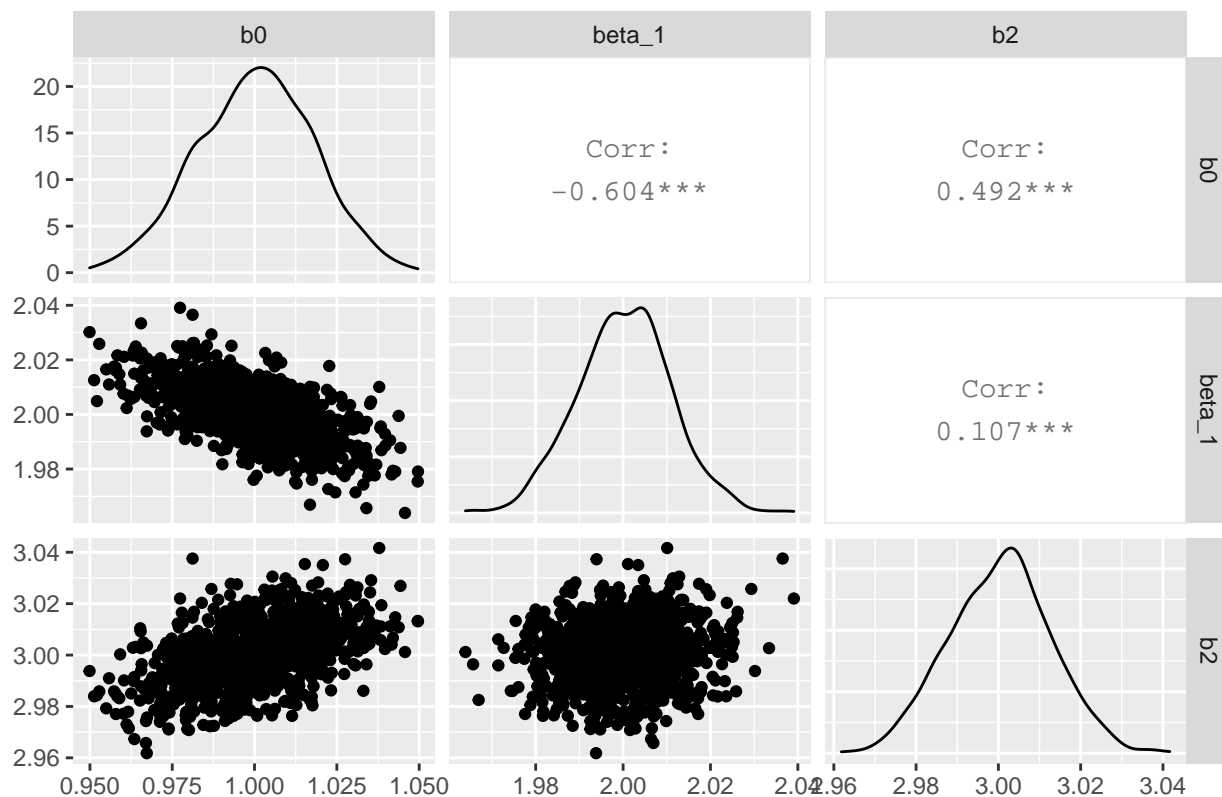 b0
beta_1
b2
20
15
10
5
0
Corr:
-0.604***
Corr:
0.492***
b0
2.04
2.02
2.00
1.98
Corr:
0.107***
beta_1
3.04
3.02
3.00
2.98
2.96
b2
0.950 0.975 1.000 1.025 1.050
1.98 2.00 2.02 2.04
2.96 2.98 3.00 3.02 3.04